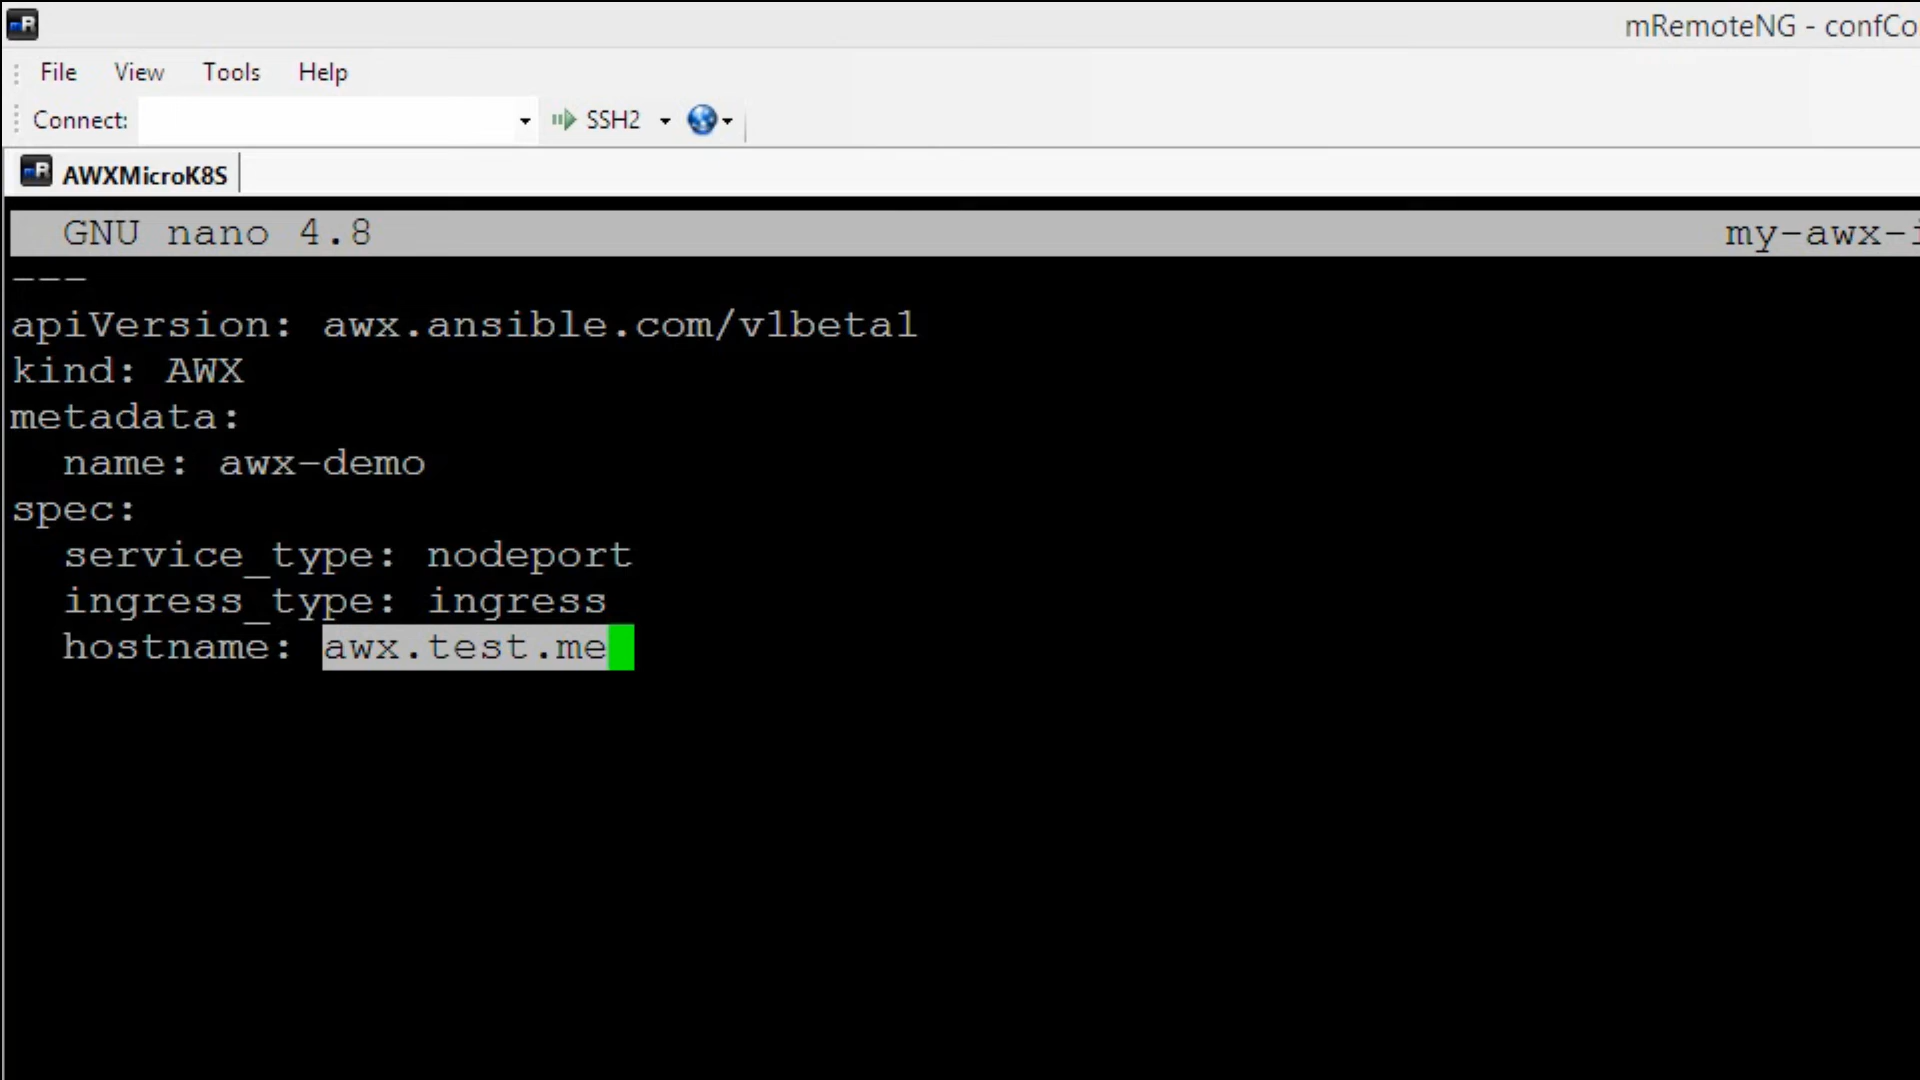 mRemoteNG - confCo
File View Tools Help
Connect: SSH2
AWXMicroK8S
GNU nano 4.8 my-awx-i
---
apiVersion: awx.ansible.com/v1beta1
kind: AWX
metadata:
  name: awx-demo
spec:
  service_type: nodeport
  ingress_type: ingress
  hostname: awx.test.me